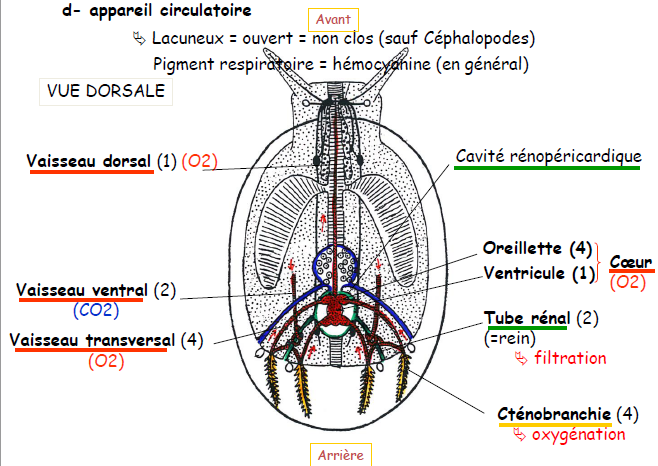 d- appareil circulatoire
Avant
Lacuneux = ouvert = non clos (sauf Céphalopodes)
Pigment respiratoire = hémocyanine (en général)
VUE DORSALE
Vaisseau dorsal (1) (O2)
Cavité rénopéricardique
Oreillette (4)
Ventricule (1)
Cœur
(O2)
Vaisseau ventral (2)
(CO2)
Vaisseau transversal (4)
(O2)
Tube rénal (2)
(=rein)
filtration
Cténobranchie (4)
oxygénation
Arrière